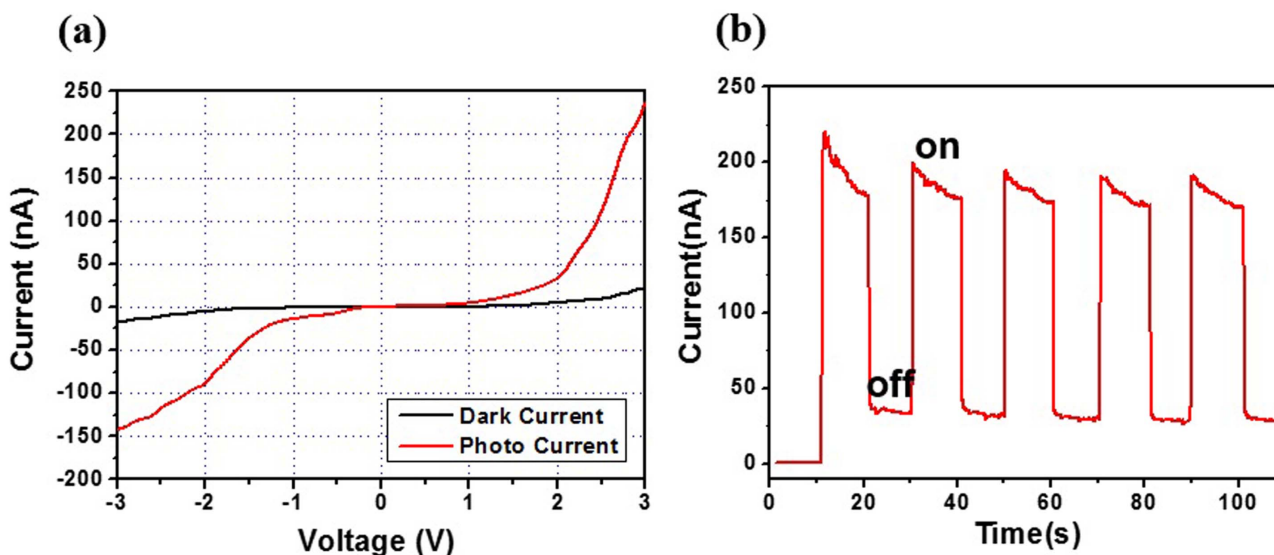 (a)
250
200
150
100
50
0
-50
-100
-150
-200
Current (nA)
-3 -2 -1 0 1 2 3
Voltage (V)
Dark Current
Photo Current
(b)
250
200
150
100
50
0
Current(nA)
on
off
0 20 40 60 80 100
Time(s)